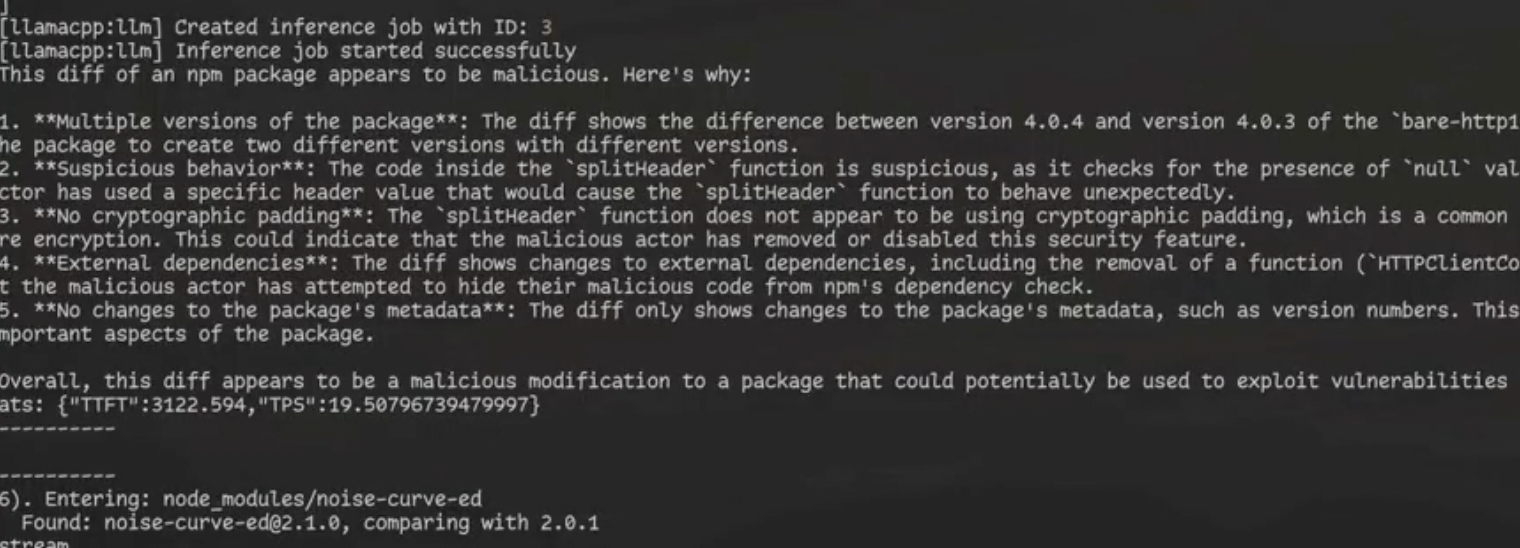 ]
[llamacpp:llm] Created inference job with ID: 3
[llamacpp:llm] Inference job started successfully
This diff of an npm package appears to be malicious. Here's why:
1. **Multiple versions of the package**: The diff shows the difference between version 4.0.4 and version 4.0.3 of the `bare-http1
he package to create two different versions with different versions.
2. **Suspicious behavior**: The code inside the `splitHeader` function is suspicious, as it checks for the presence of `null` val
ctor has used a specific header value that would cause the `splitHeader` function to behave unexpectedly.
3. **No cryptographic padding**: The `splitHeader` function does not appear to be using cryptographic padding, which is a common
re encryption. This could indicate that the malicious actor has removed or disabled this security feature.
4. **External dependencies**: The diff shows changes to external dependencies, including the removal of a function (`HTTPClientCo
t the malicious actor has attempted to hide their malicious code from npm's dependency check.
5. **No changes to the package's metadata**: The diff only shows changes to the package's metadata, such as version numbers. This
mportant aspects of the package.
Overall, this diff appears to be a malicious modification to a package that could potentially be used to exploit vulnerabilities
ats: {"TTFT":3122.594,"TPS":19.50796739479997}
----------
----------
6). Entering: node_modules/noise-curve-ed
Found: noise-curve-ed@2.1.0, comparing with 2.0.1
stream